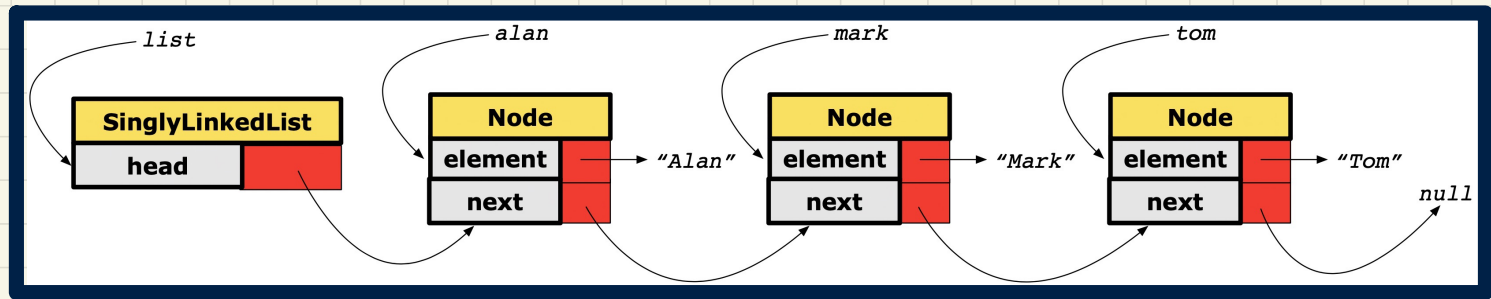 list
alan
mark
tom
SinglyLinkedList
head
Node
element
"Alan"
next
Node
element
"Mark"
next
Node
element
"Tom"
next
null